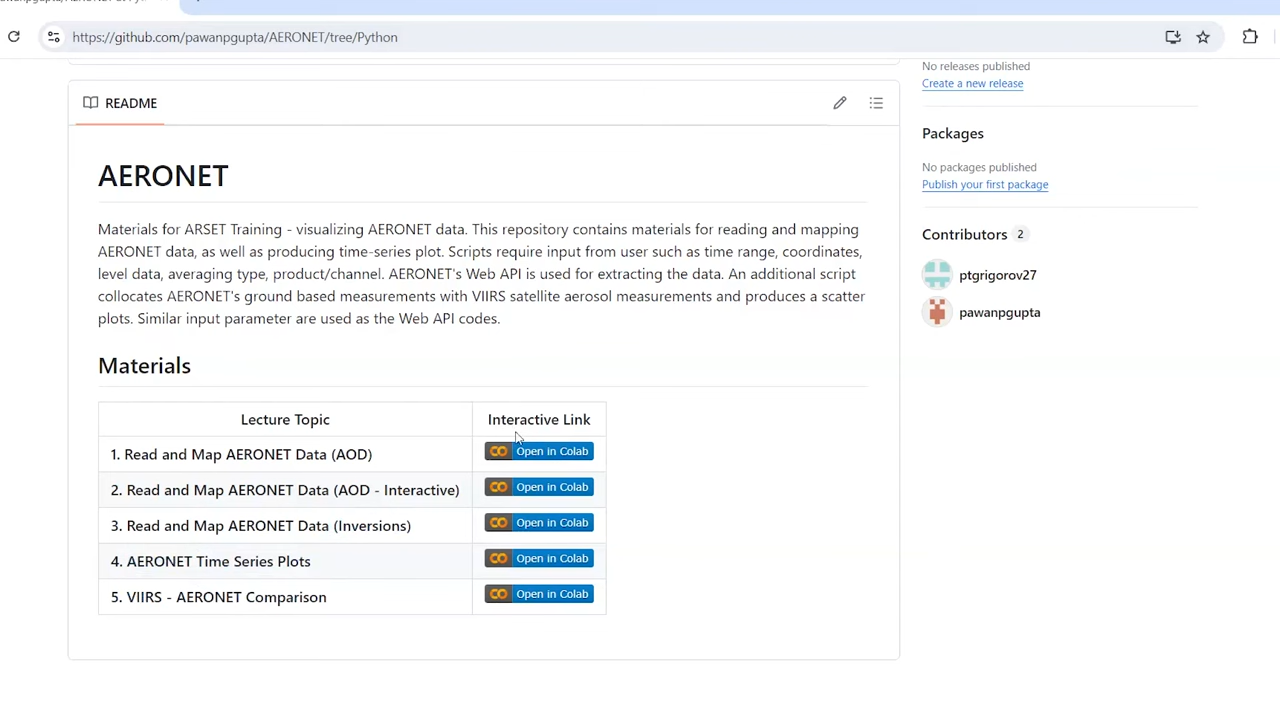 https://github.com/pawanpgupta/AERONET/tree/Python
No releases published
Create a new release
README
Packages
AERONET
No packages published
Publish your first package
Materials for ARSET Training - visualizing AERONET data. This repository contains materials for reading and mapping
AERONET data, as well as producing time-series plot. Scripts require input from user such as time range, coordinates,
level data, averaging type, product/channel. AERONET's Web API is used for extracting the data. An additional script
collocates AERONET's ground based measurements with VIIRS satellite aerosol measurements and produces a scatter
plots. Similar input parameter are used as the Web API codes.
Contributors 2
ptgrigorov27
pawanpgupta
Materials
Lecture Topic Interactive Link
1. Read and Map AERONET Data (AOD) Open in Colab
2. Read and Map AERONET Data (AOD - Interactive) Open in Colab
3. Read and Map AERONET Data (Inversions) Open in Colab
4. AERONET Time Series Plots Open in Colab
5. VIIRS - AERONET Comparison Open in Colab